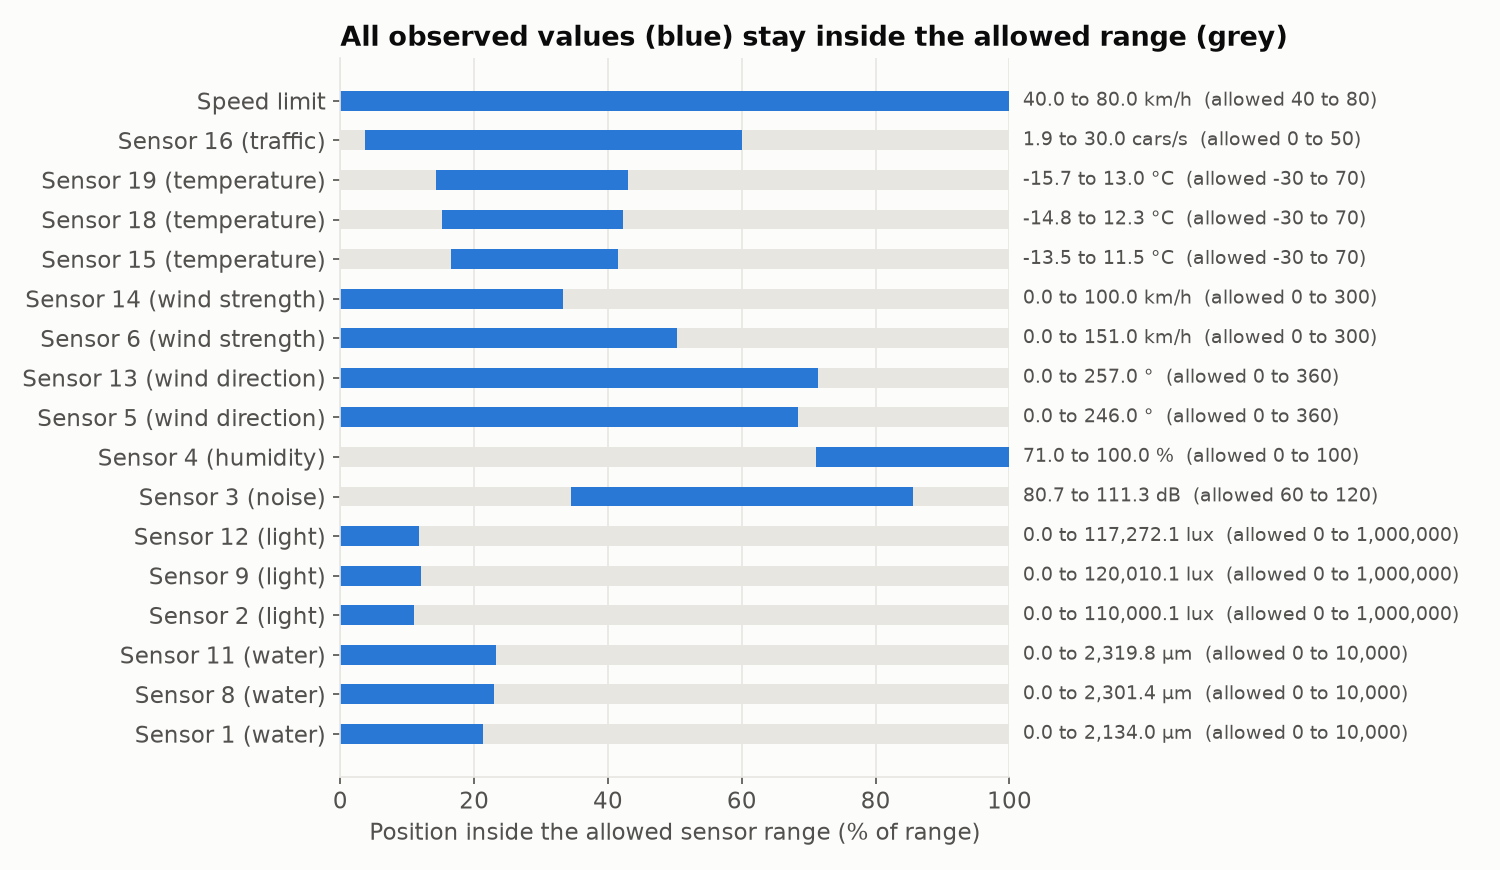 All observed values (blue) stay inside the allowed range (grey)
Speed limit 40.0 to 80.0 km/h (allowed 40 to 80)
Sensor 16 (traffic) 1.9 to 30.0 cars/s (allowed 0 to 50)
Sensor 19 (temperature) -15.7 to 13.0 °C (allowed -30 to 70)
Sensor 18 (temperature) -14.8 to 12.3 °C (allowed -30 to 70)
Sensor 15 (temperature) -13.5 to 11.5 °C (allowed -30 to 70)
Sensor 14 (wind strength) 0.0 to 100.0 km/h (allowed 0 to 300)
Sensor 6 (wind strength) 0.0 to 151.0 km/h (allowed 0 to 300)
Sensor 13 (wind direction) 0.0 to 257.0 ° (allowed 0 to 360)
Sensor 5 (wind direction) 0.0 to 246.0 ° (allowed 0 to 360)
Sensor 4 (humidity) 71.0 to 100.0 % (allowed 0 to 100)
Sensor 3 (noise) 80.7 to 111.3 dB (allowed 60 to 120)
Sensor 12 (light) 0.0 to 117,272.1 lux (allowed 0 to 1,000,000)
Sensor 9 (light) 0.0 to 120,010.1 lux (allowed 0 to 1,000,000)
Sensor 2 (light) 0.0 to 110,000.1 lux (allowed 0 to 1,000,000)
Sensor 11 (water) 0.0 to 2,319.8 µm (allowed 0 to 10,000)
Sensor 8 (water) 0.0 to 2,301.4 µm (allowed 0 to 10,000)
Sensor 1 (water) 0.0 to 2,134.0 µm (allowed 0 to 10,000)
0 20 40 60 80 100
Position inside the allowed sensor range (% of range)